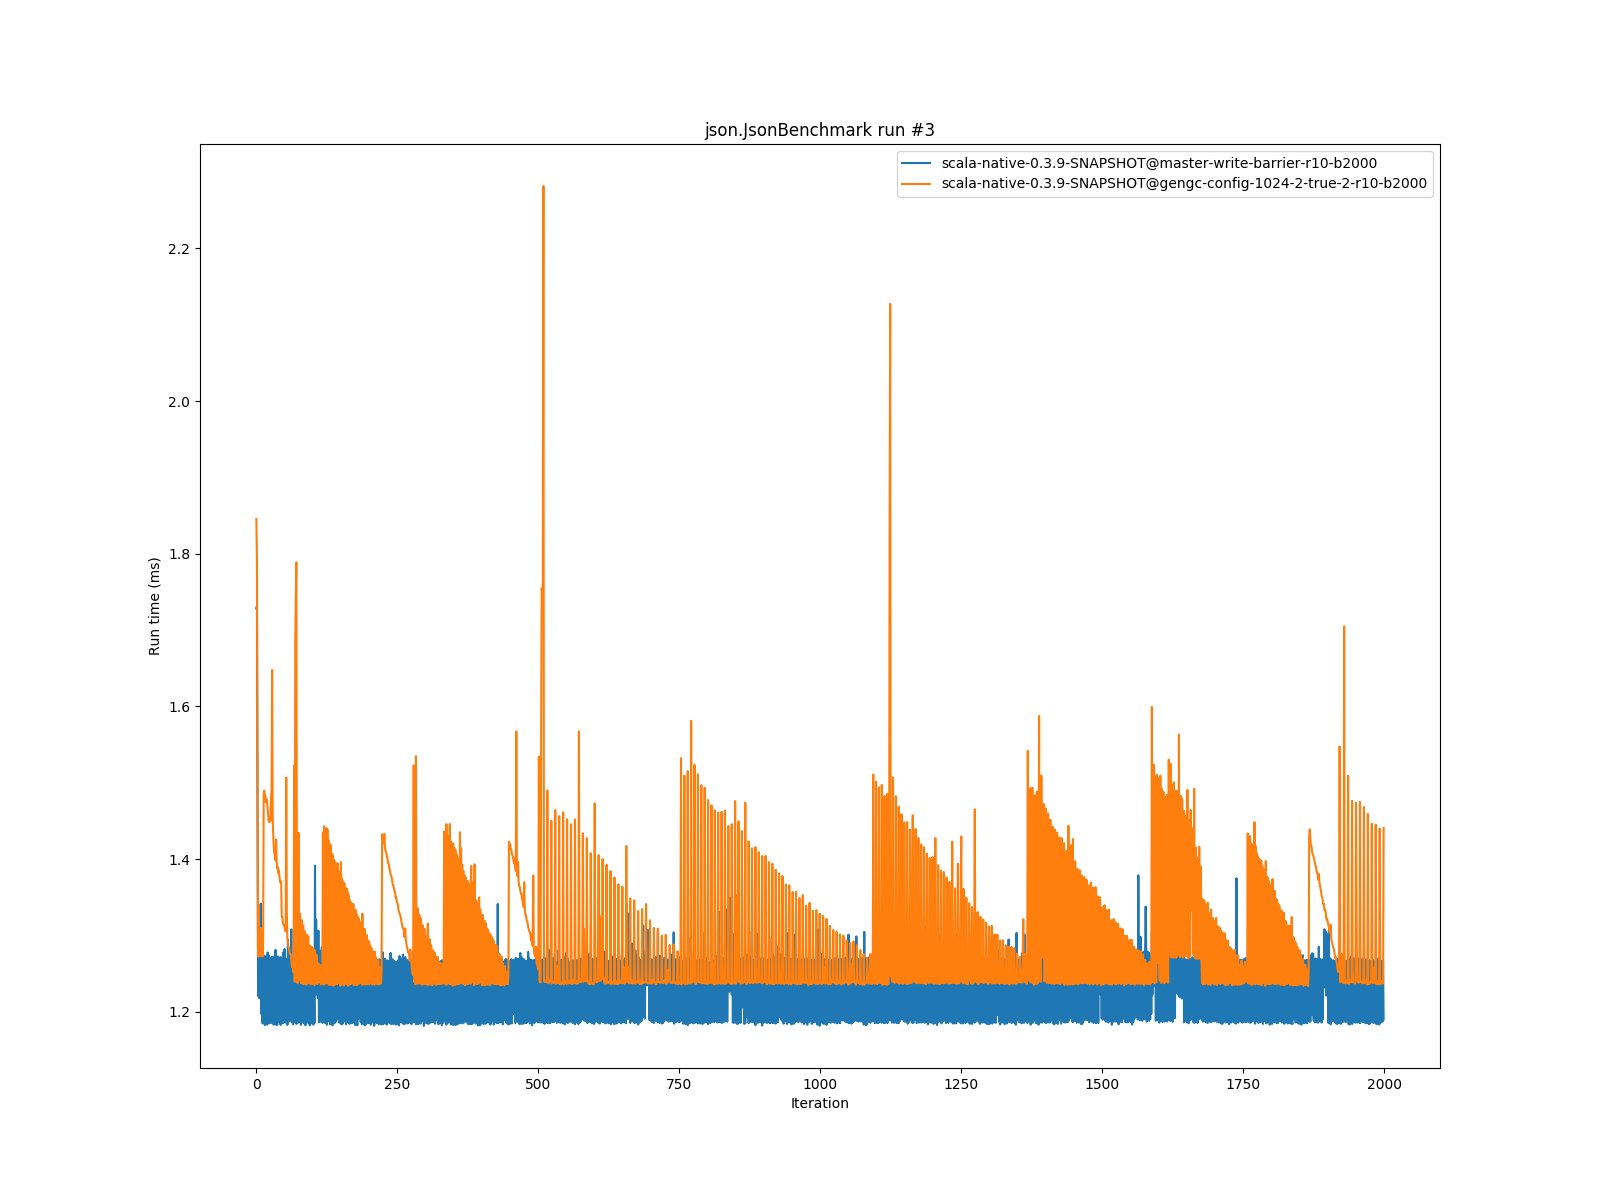 json.JsonBenchmark run #3
scala-native-0.3.9-SNAPSHOT@master-write-barrier-r10-b2000
scala-native-0.3.9-SNAPSHOT@gengc-config-1024-2-true-2-r10-b2000
Run time (ms)
2.2
2.0
1.8
1.6
1.4
1.2
0 250 500 750 1000 1250 1500 1750 2000
Iteration